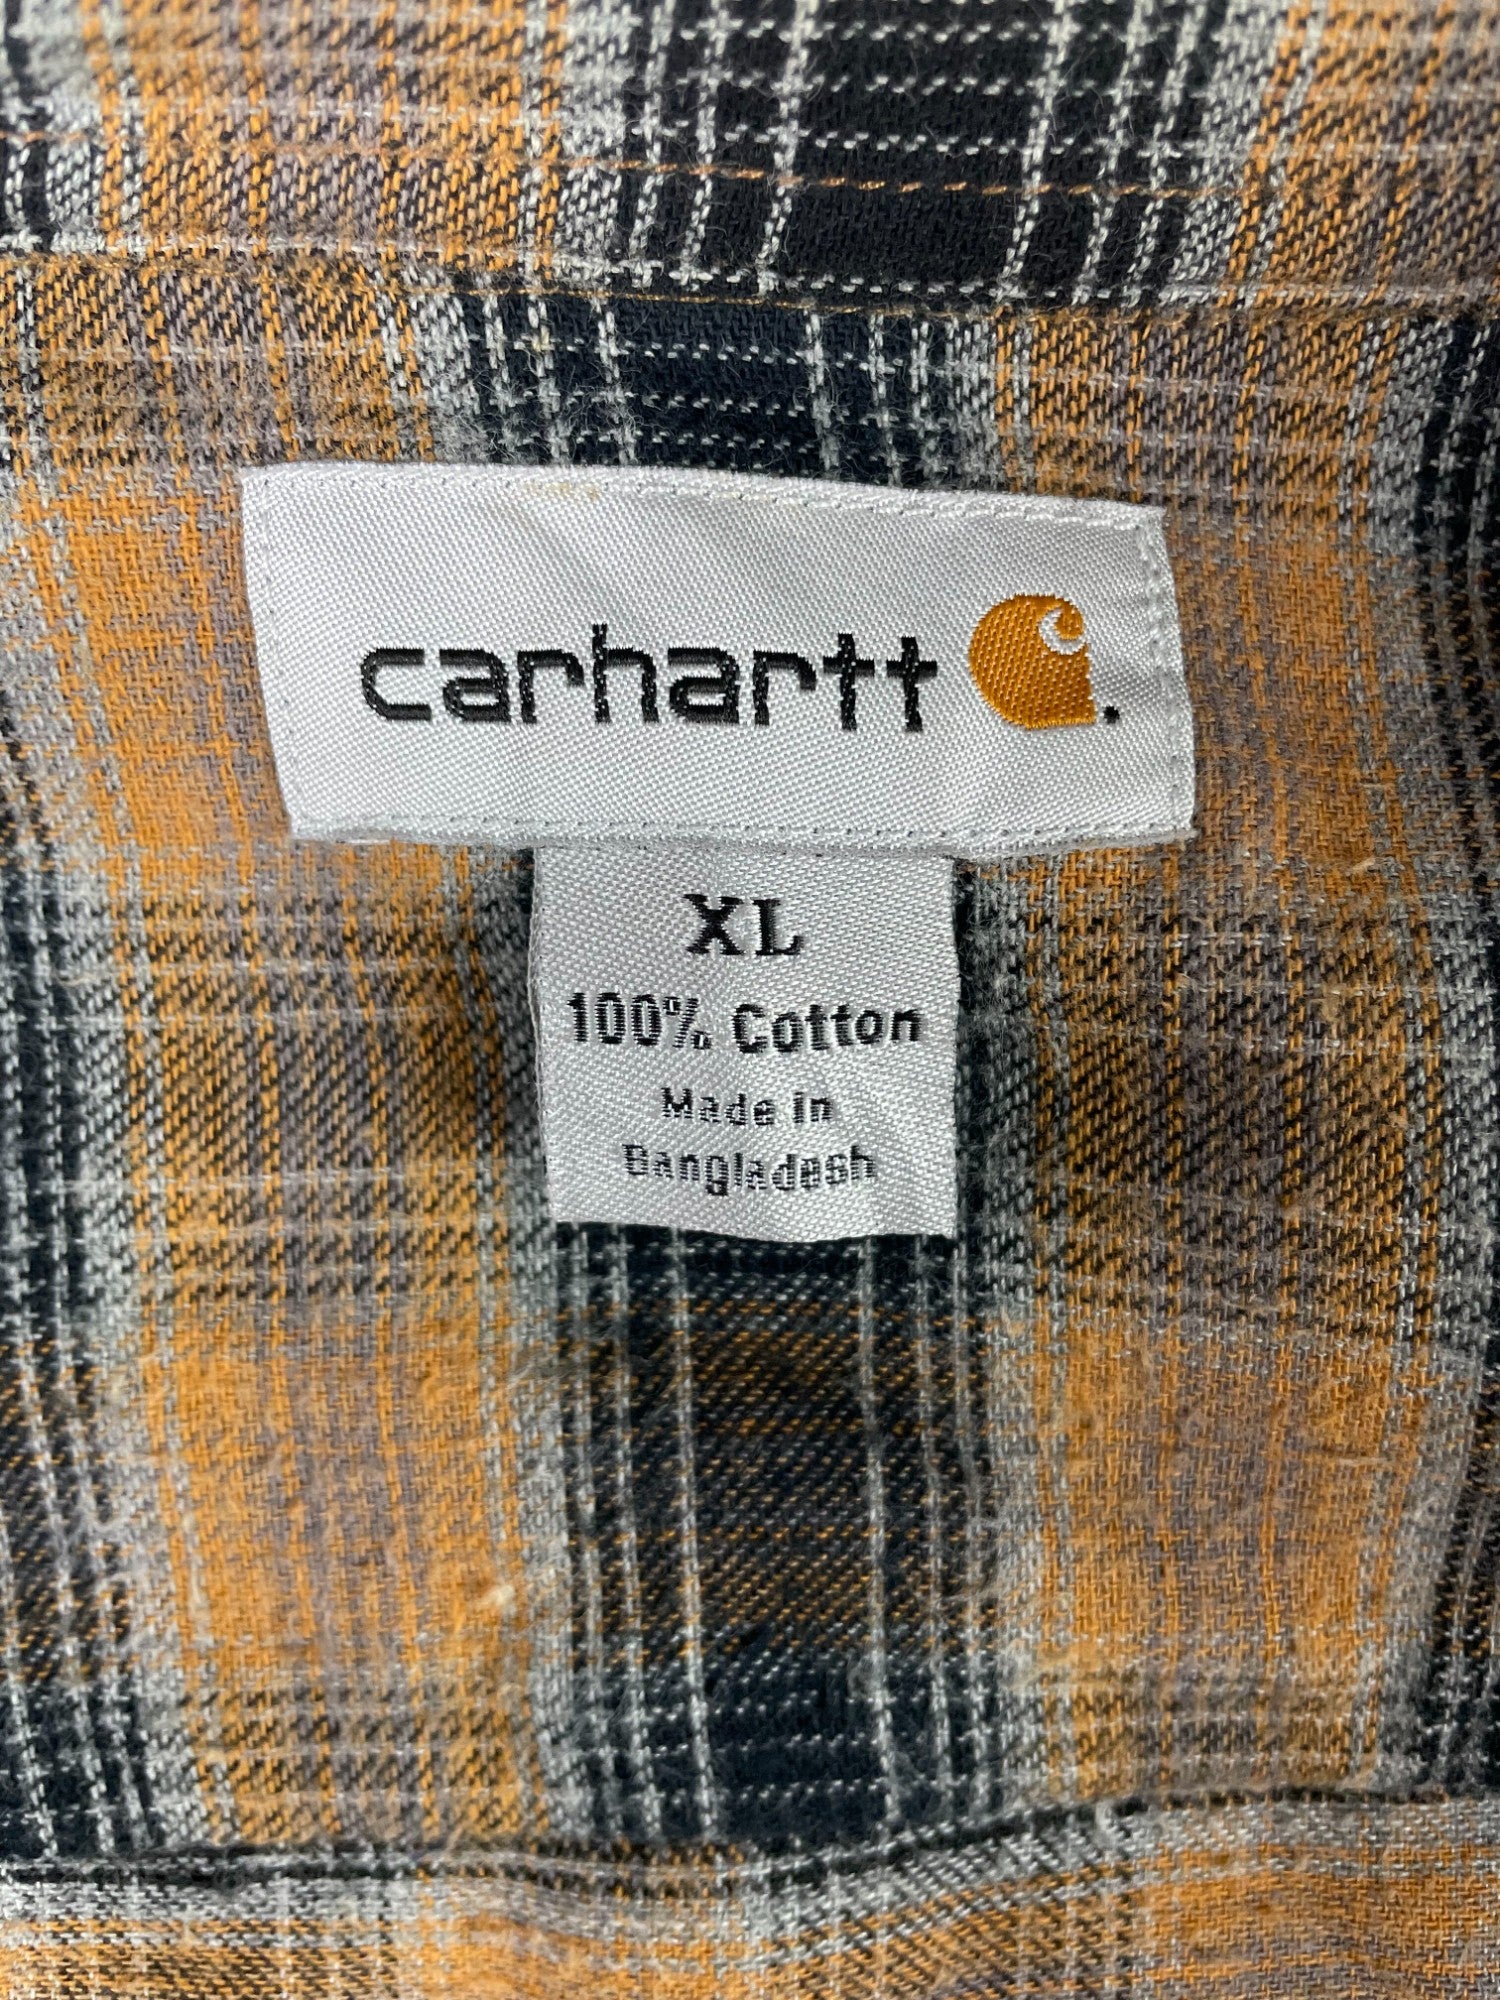 carhartt
XL
100% Cotton
Made in
Bangladesh